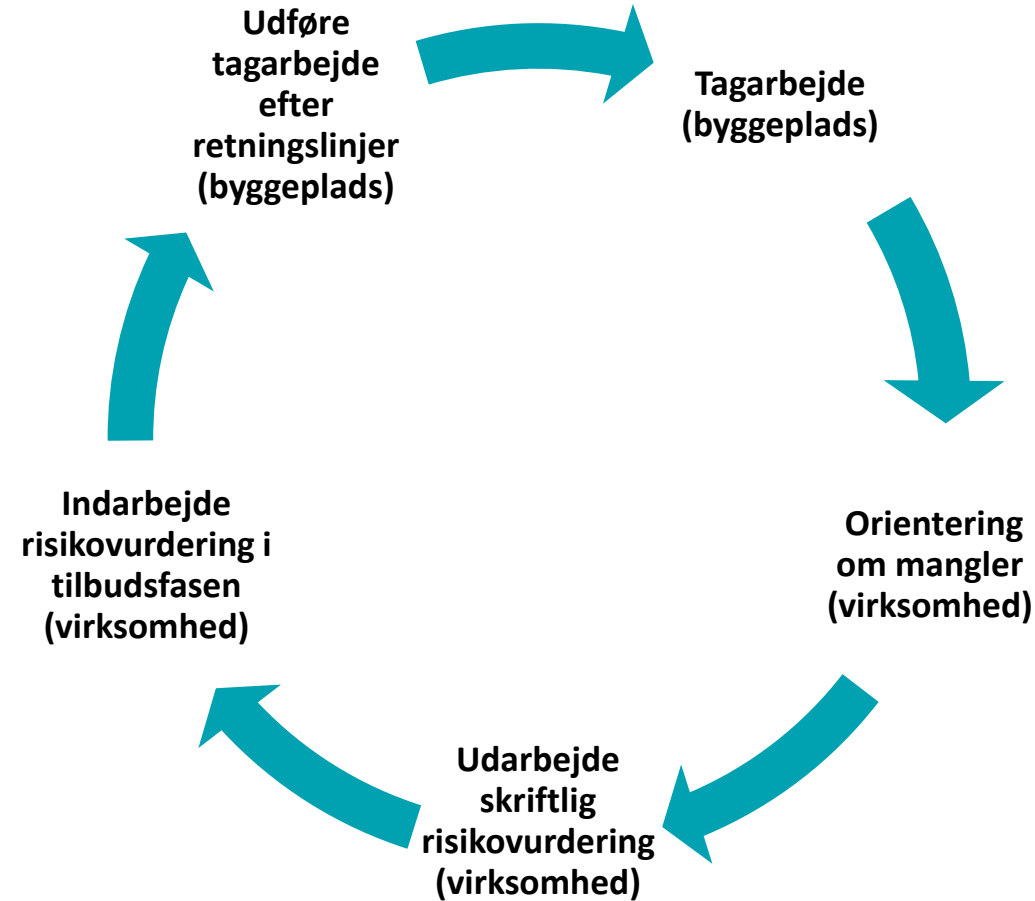 Udføre
tagarbejde
efter
retningslinjer
(byggeplads)
Tagarbejde
(byggeplads)
Orientering
om mangler
(virksomhed)
Udarbejde
skriftlig
risikovurdering
(virksomhed)
Indarbejde
risikovurdering i
tilbudsfasen
(virksomhed)